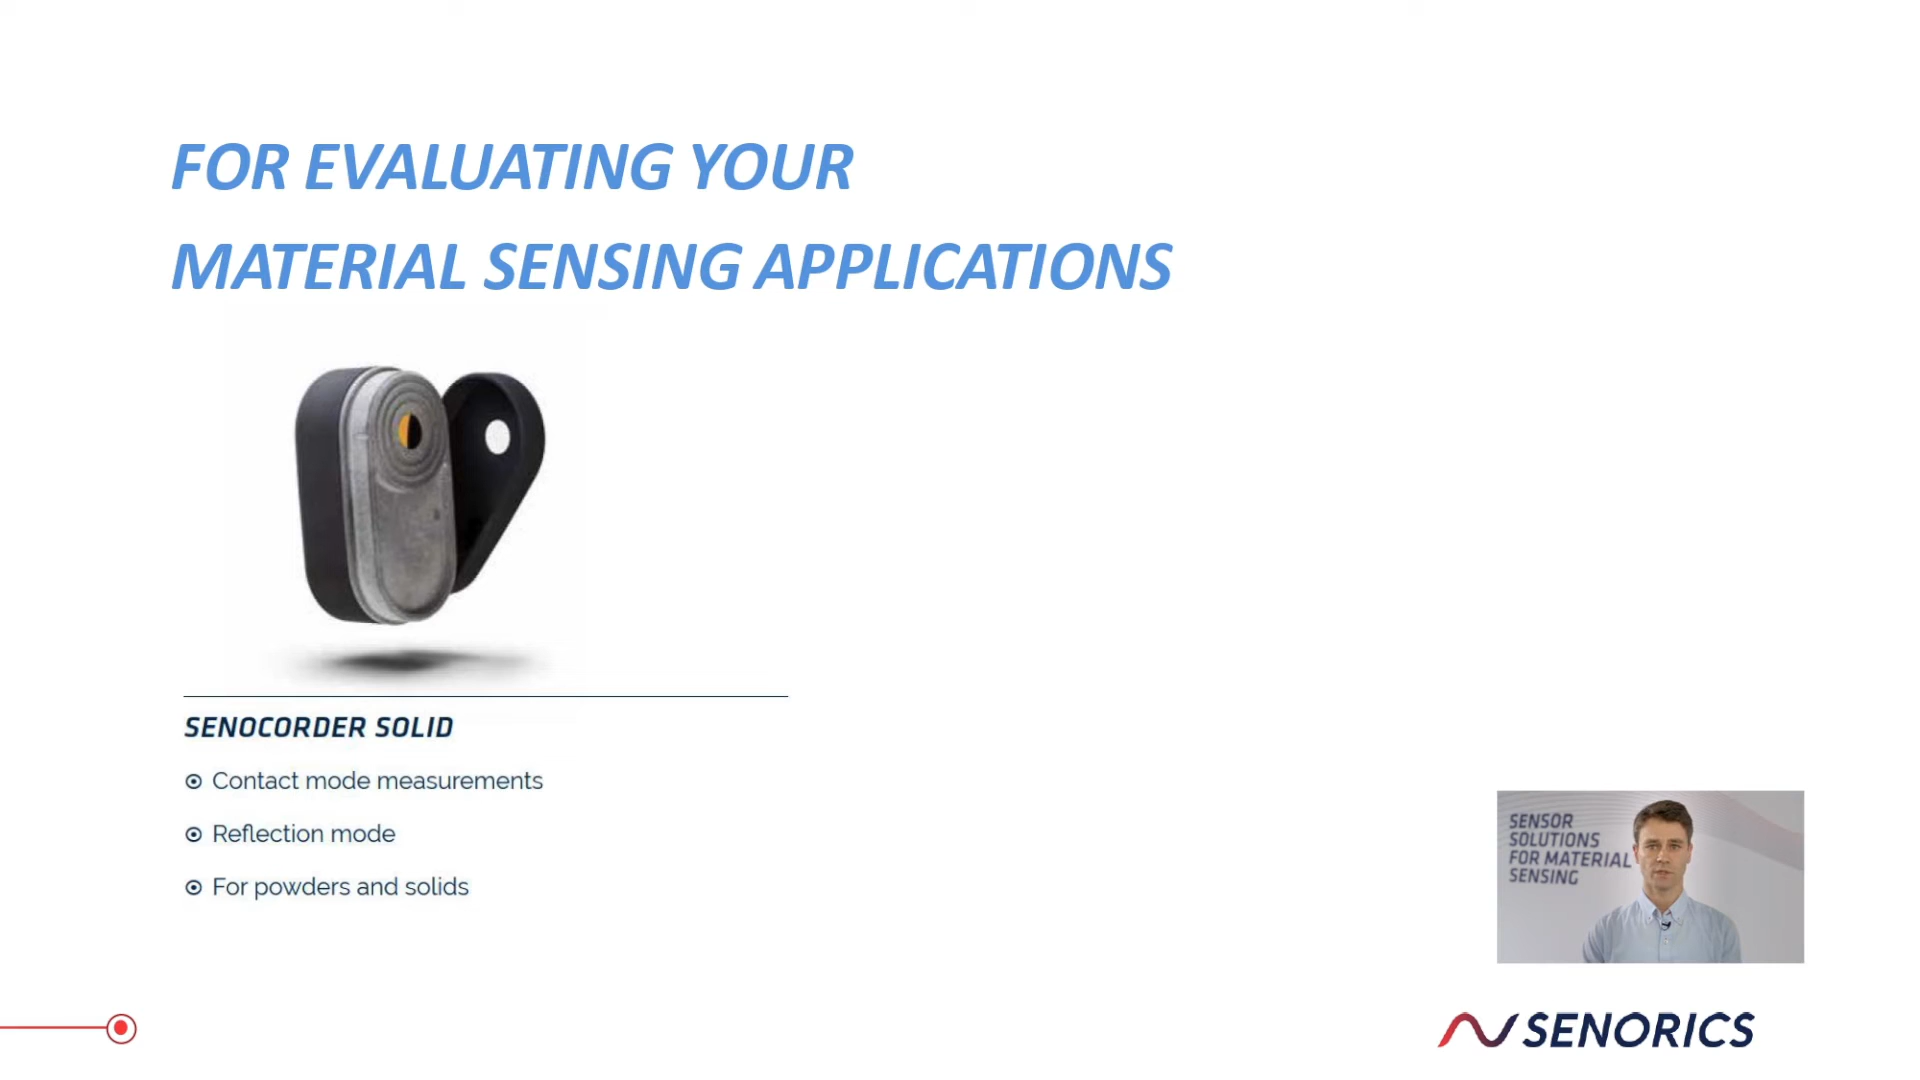 FOR EVALUATING YOUR
MATERIAL SENSING APPLICATIONS
SENOCORDER SOLID
Contact mode measurements
Reflection mode
For powders and solids
SENSOR
SOLUTIONS
FOR MATERIAL
SENSING
SENORICS